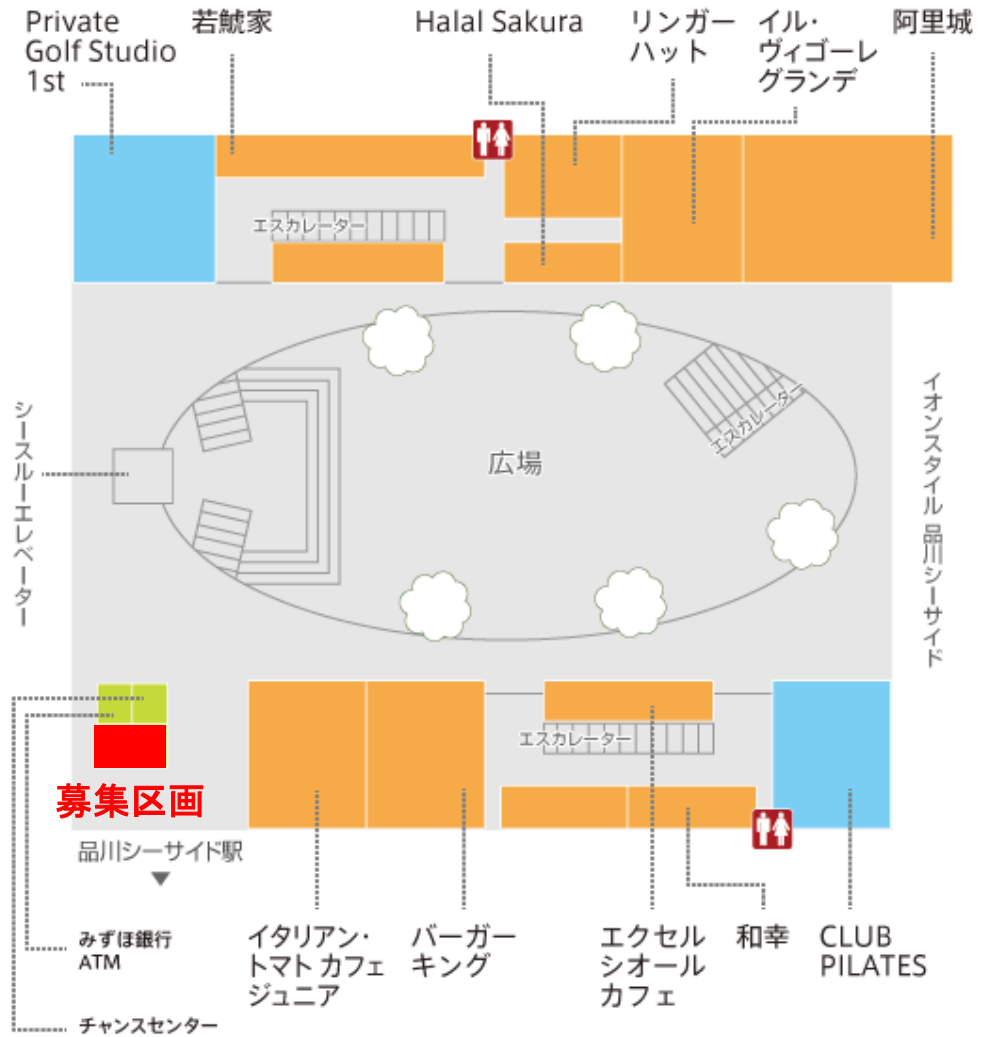 Private
Golf Studio
1st
若鯱家
Halal Sakura
リンガー
ハット
イル・
ヴィゴーレ
グランデ
阿里城
エスカレーター
エスカレーター
広場
シースルーエレベーター
イオンスタイル 品川シーサイド
エスカレーター
募集区画
品川シーサイド駅
みずほ銀行
ATM
チャンスセンター
イタリアン・
トマト カフェ
ジュニア
バーガー
キング
エクセル
シオール
カフェ
和幸
CLUB
PILATES